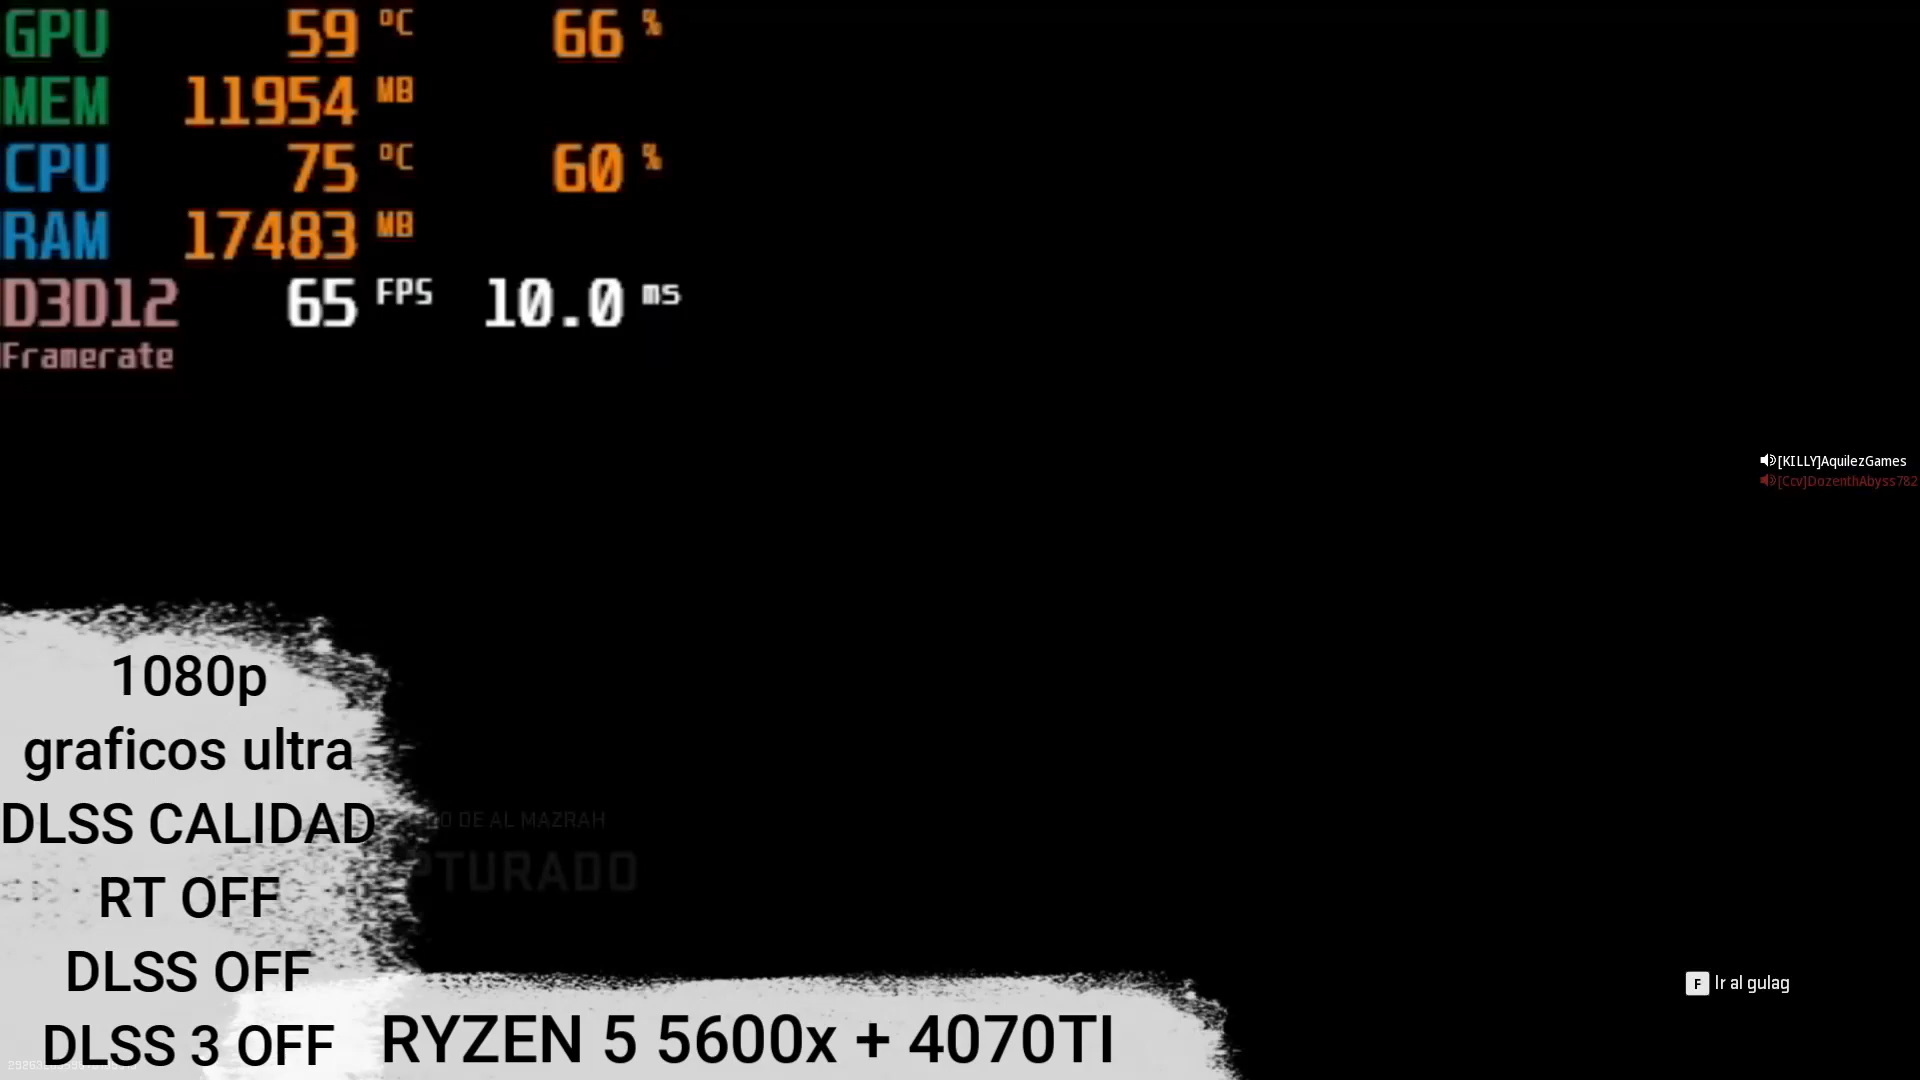 GPU 59 °C 66 %
MEM 11954 MB
CPU 75 °C 60 %
RAM 17483 MB
D3D12 65 FPS 10.0 ms
Framerate
[KILLY]AquilezGames
[Ccv]DozenthAbyss782
1080p
graficos ultra
DLSS CALIDAD
DE AL MAZRAH
RT OFF
DLSS OFF
F Ir al gulag
DLSS 3 OFF
RYZEN 5 5600x + 4070TI